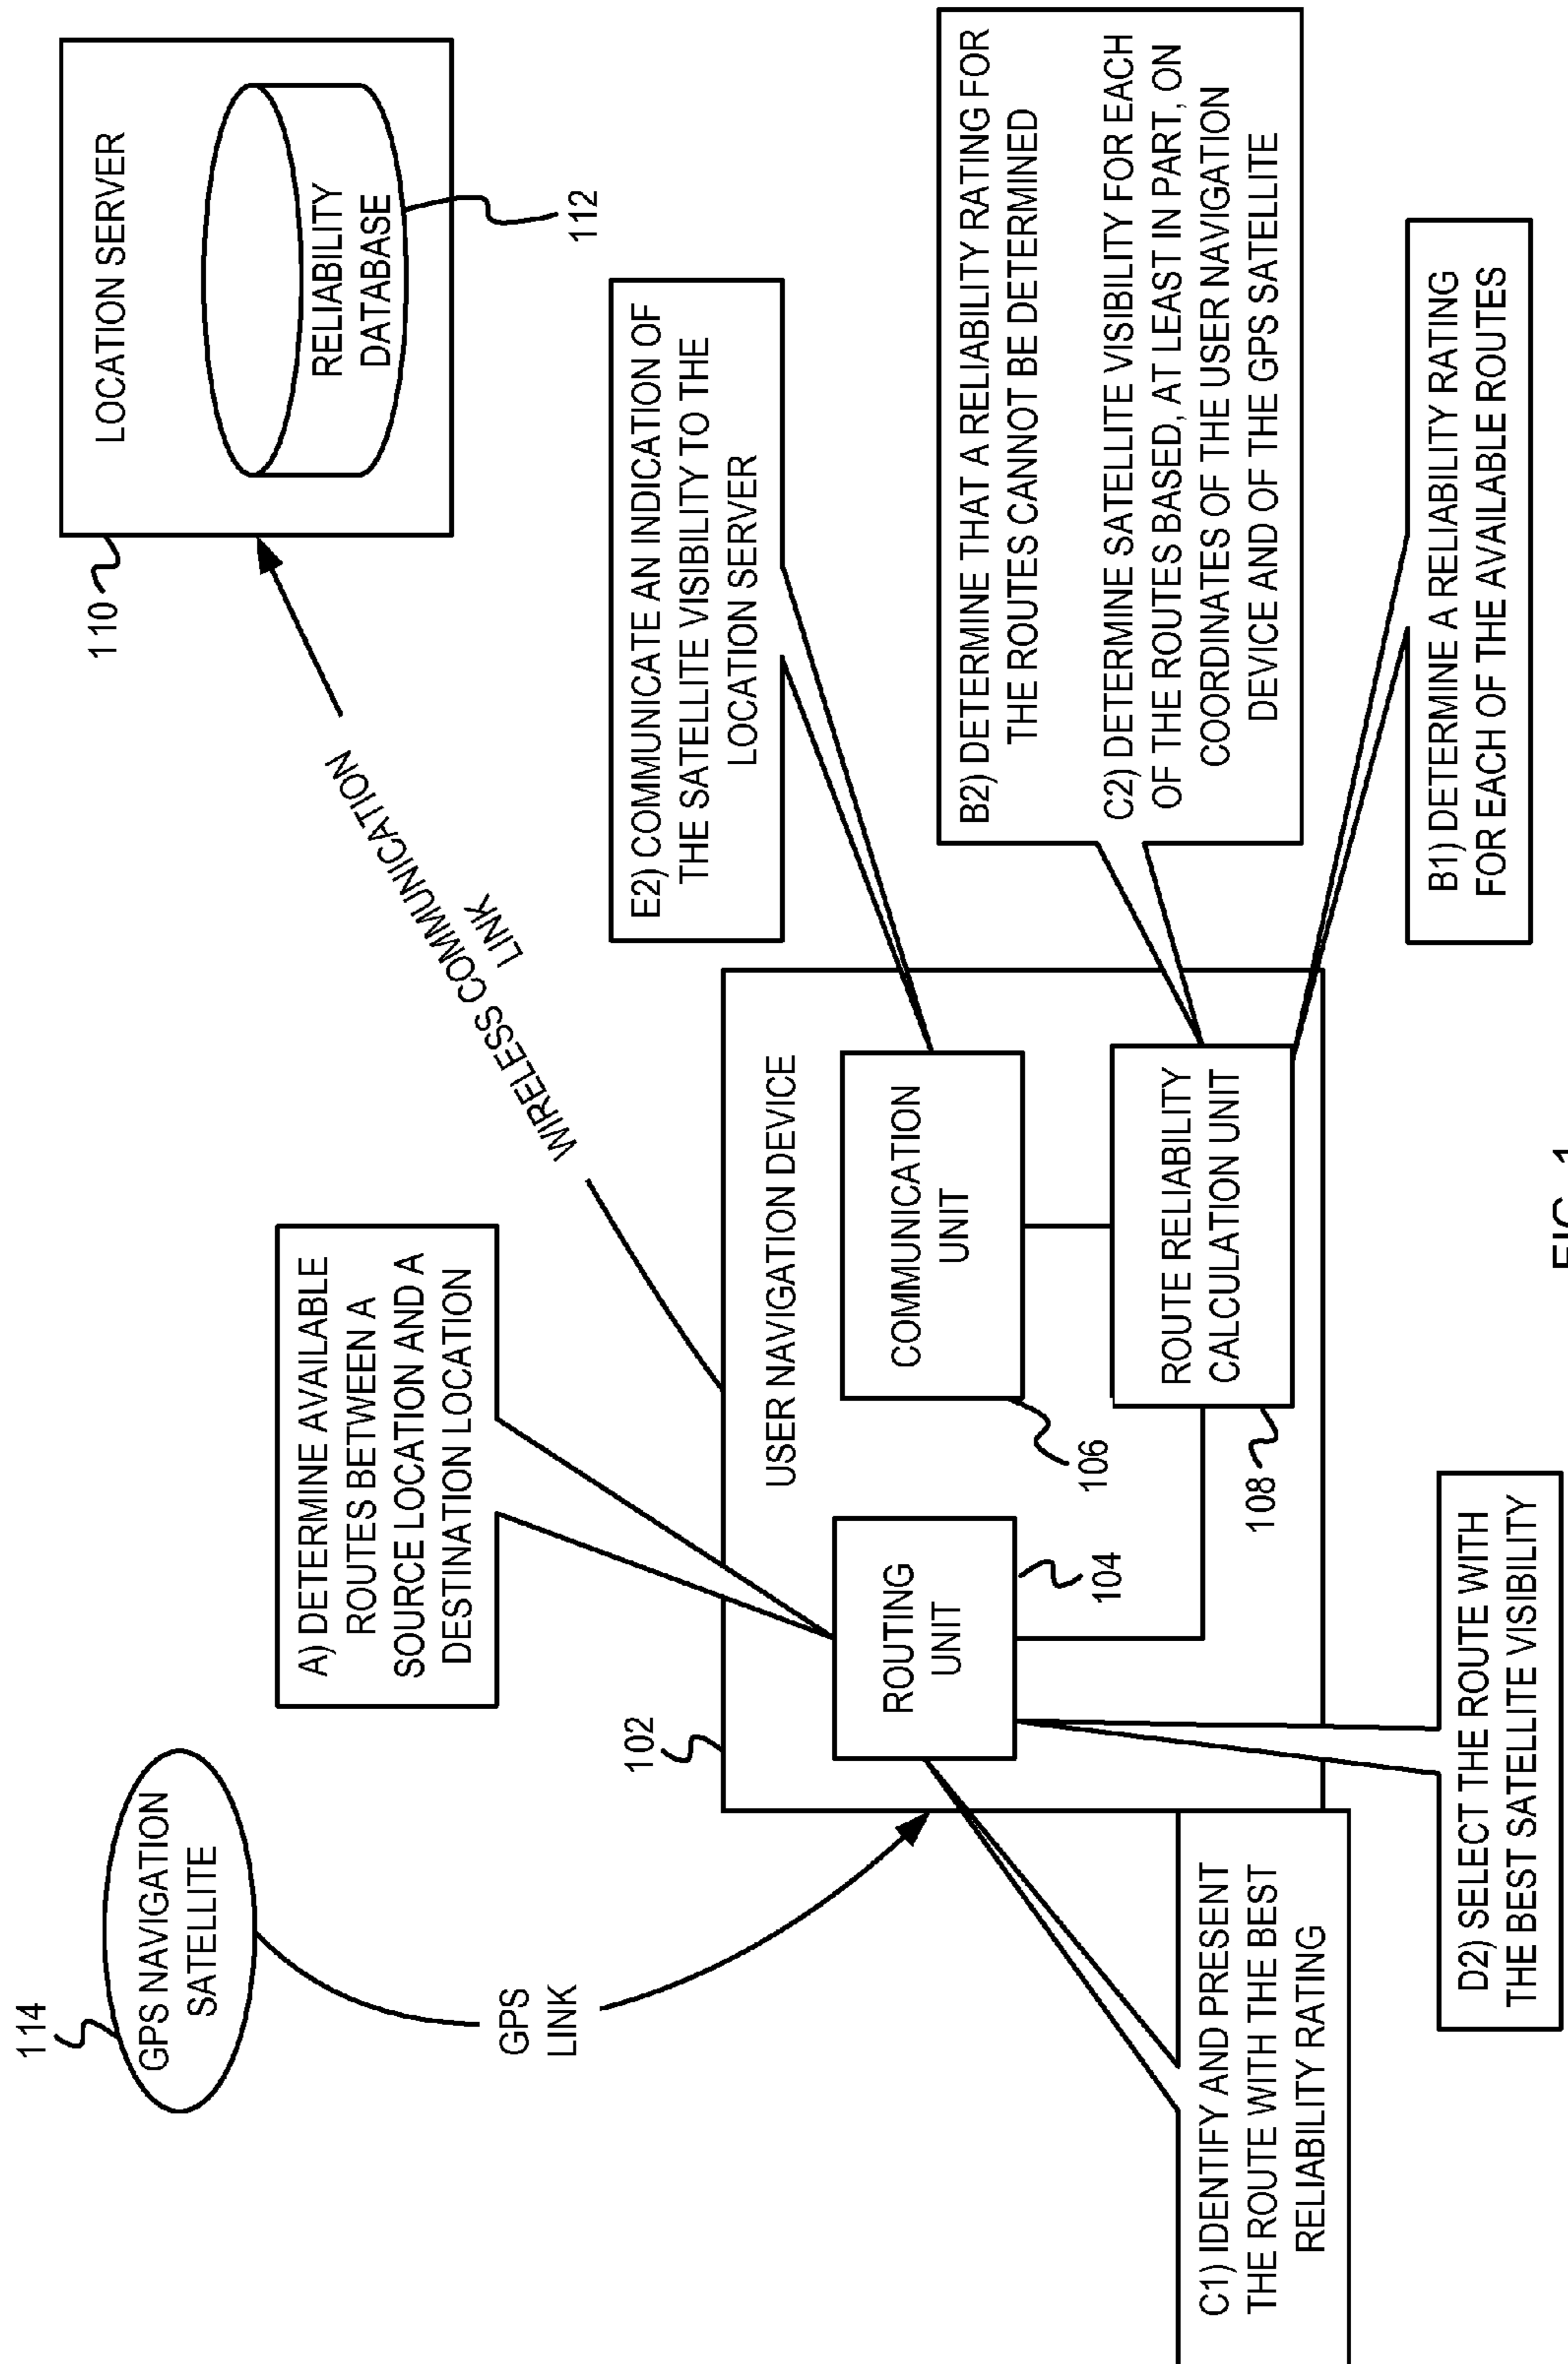 114
GPS NAVIGATION
SATELLITE
GPS
LINK
A) DETERMINE AVAILABLE
ROUTES BETWEEN A
SOURCE LOCATION AND A
DESTINATION LOCATION
WIRELESS COMMUNICATION
LINK
110
LOCATION SERVER
RELIABILITY
DATABASE
112
102
USER NAVIGATION DEVICE
ROUTING
UNIT
104
COMMUNICATION
UNIT
106
ROUTE RELIABILITY
CALCULATION UNIT
108
E2) COMMUNICATE AN INDICATION OF
THE SATELLITE VISIBILITY TO THE
LOCATION SERVER
B2) DETERMINE THAT A RELIABILITY RATING FOR
THE ROUTES CANNOT BE DETERMINED
C2) DETERMINE SATELLITE VISIBILITY FOR EACH
OF THE ROUTES BASED, AT LEAST IN PART, ON
COORDINATES OF THE USER NAVIGATION
DEVICE AND OF THE GPS SATELLITE
C1) IDENTIFY AND PRESENT
THE ROUTE WITH THE BEST
RELIABILITY RATING
D2) SELECT THE ROUTE WITH
THE BEST SATELLITE VISIBILITY
B1) DETERMINE A RELIABILITY RATING
FOR EACH OF THE AVAILABLE ROUTES
FIG. 1